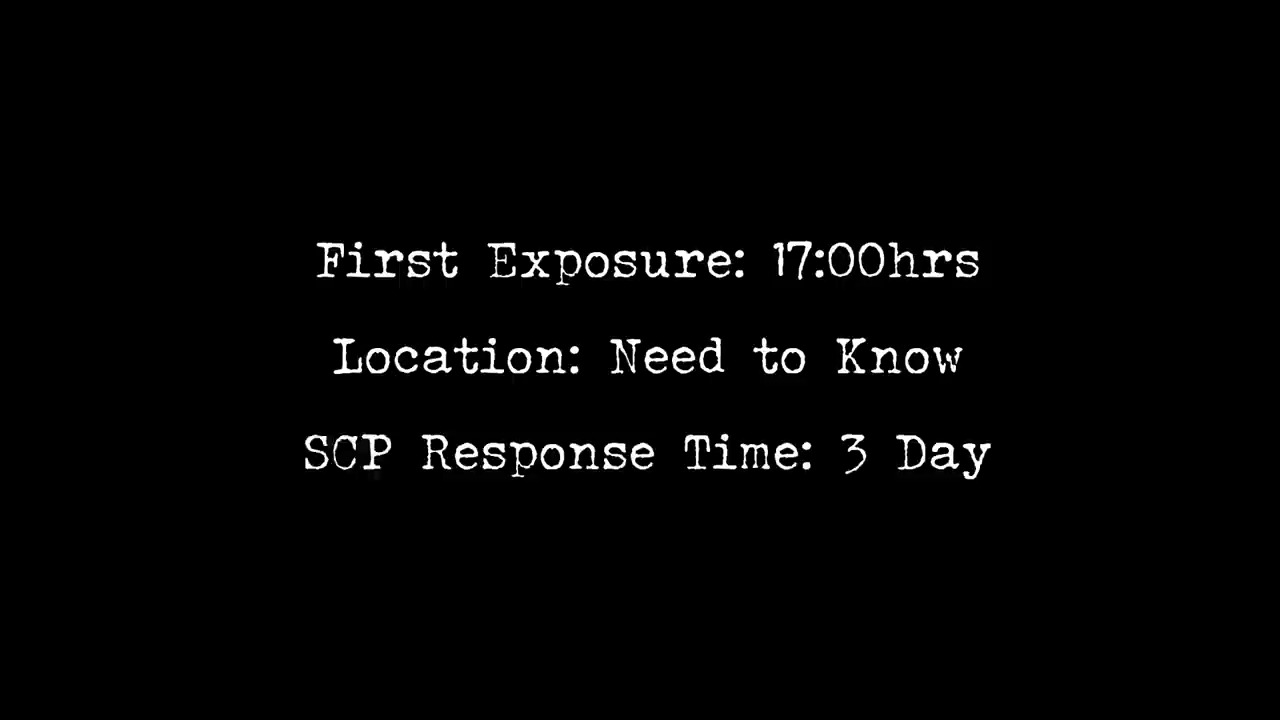 First Exposure: 17:00hrs
Location: Need to Know
SCP Response Time: 3 Day